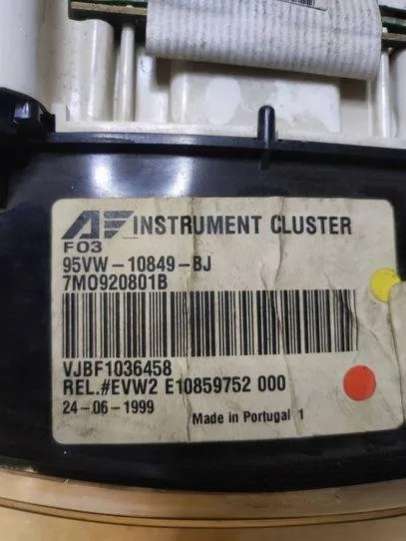 AF INSTRUMENT CLUSTER
F03
95VW-10849-BJ
7M0920801B
VJBF1036458
REL.#EVW2 E10859752 000
24-06-1999
Made in Portugal 1